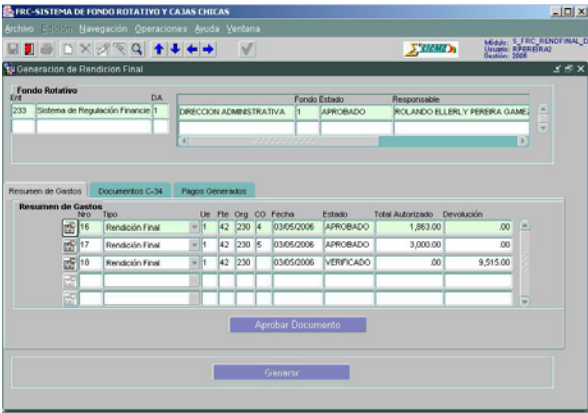 FRC-SISTEMA DE FONDO ROTATIVO Y CAJAS CHICAS
Archivo Edición Navegación Operaciones Ayuda Ventana
SIGMA
Módulo: S_FRC_RENDFINAL_D
Usuario: RPEREIRA2
Gestión: 2006
Generacion de Rendicion Final
Fondo Rotativo
Ent DA Fondo Estado Responsable
233 Sistema de Regulación Financie 1 DIRECCION ADMINISTRATIVA 1 APROBADO ROLANDO ELLERLY PEREIRA GAMEZ
Resumen de Gastos Documentos C-34 Pagos Generados
Resumen de Gastos
Nro Tipo Ue Fte Org CO Fecha Estado Total Autorizado Devolución
16 Rendición Final 1 42 230 4 03/05/2006 APROBADO 1,863.00 .00
17 Rendición Final 1 42 230 5 03/05/2006 APROBADO 3,000.00 .00
18 Rendición Final 1 42 230 03/05/2006 VERIFICADO .00 9,515.00
Aprobar Documento
Generar